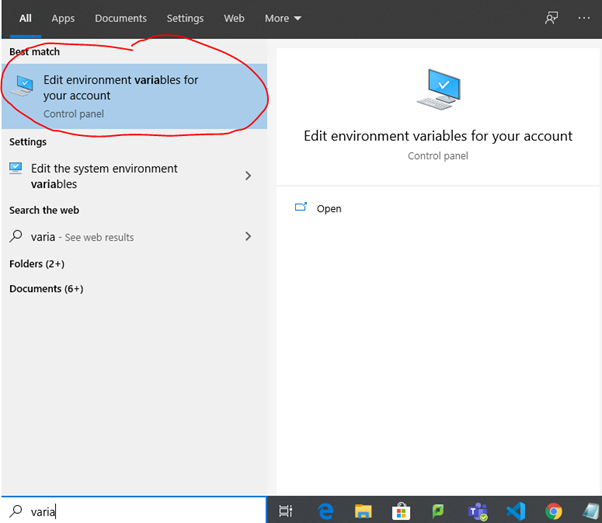 All Apps Documents Settings Web More
Best match
Edit environment variables for
your account
Control panel
Settings
Edit the system environment
variables
Search the web
varia - See web results
Folders (2+)
Documents (6+)
Edit environment variables for your account
Control panel
Open
varia